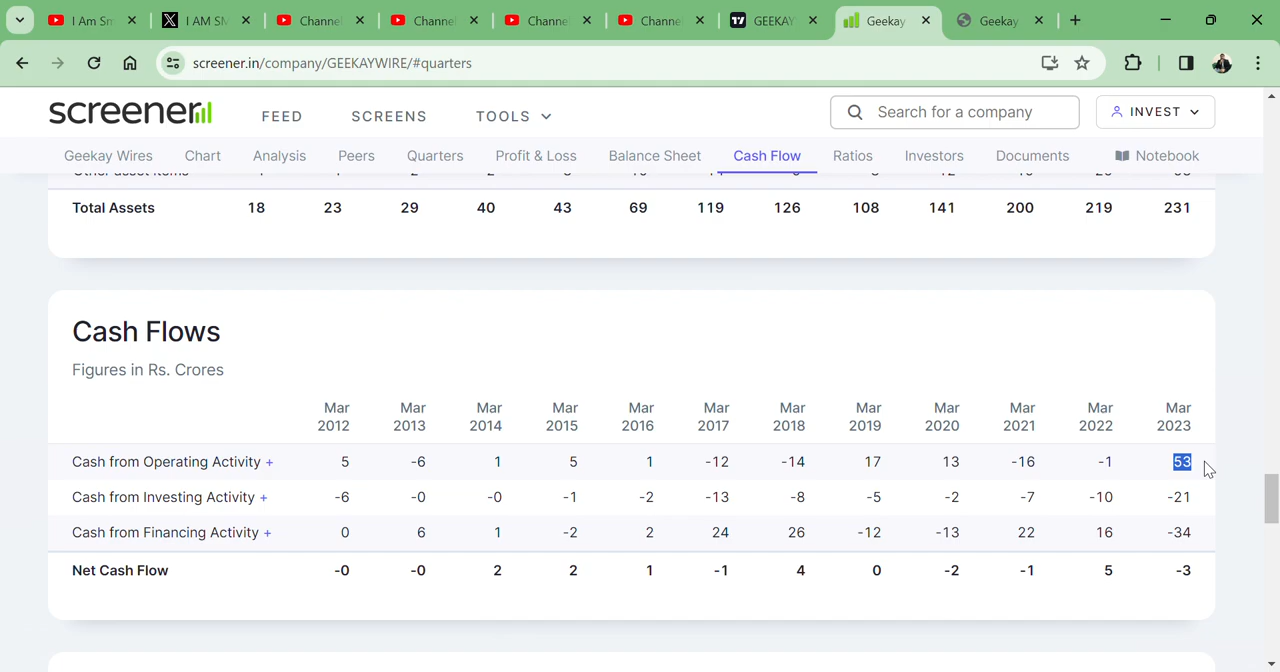 I Am Sm
I AM SM
Channel
Channel
Channel
Channel
GEEKAY
Geekay
Geekay
screener.in/company/GEEKAYWIRE/#quarters
screener FEED SCREENS TOOLS Search for a company INVEST
Geekay Wires Chart Analysis Peers Quarters Profit & Loss Balance Sheet Cash Flow Ratios Investors Documents Notebook
Total Assets 18 23 29 40 43 69 119 126 108 141 200 219 231
Cash Flows
Figures in Rs. Crores
Mar Mar Mar Mar Mar Mar Mar Mar Mar Mar Mar Mar
2012 2013 2014 2015 2016 2017 2018 2019 2020 2021 2022 2023
Cash from Operating Activity + 5 -6 1 5 1 -12 -14 17 13 -16 -1 53
Cash from Investing Activity + -6 -0 -0 -1 -2 -13 -8 -5 -2 -7 -10 -21
Cash from Financing Activity + 0 6 1 -2 2 24 26 -12 -13 22 16 -34
Net Cash Flow -0 -0 2 2 1 -1 4 0 -2 -1 5 -3